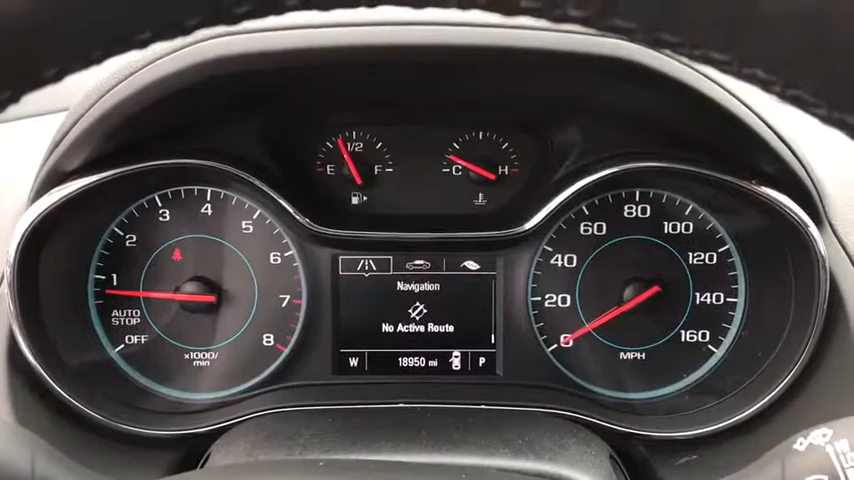 1/2
E F
C H
1
2
3
4
5
6
7
8
AUTO
STOP
OFF
x1000/
min
Navigation
No Active Route
W 18950 mi P
0
20
40
60
80
100
120
140
160
MPH